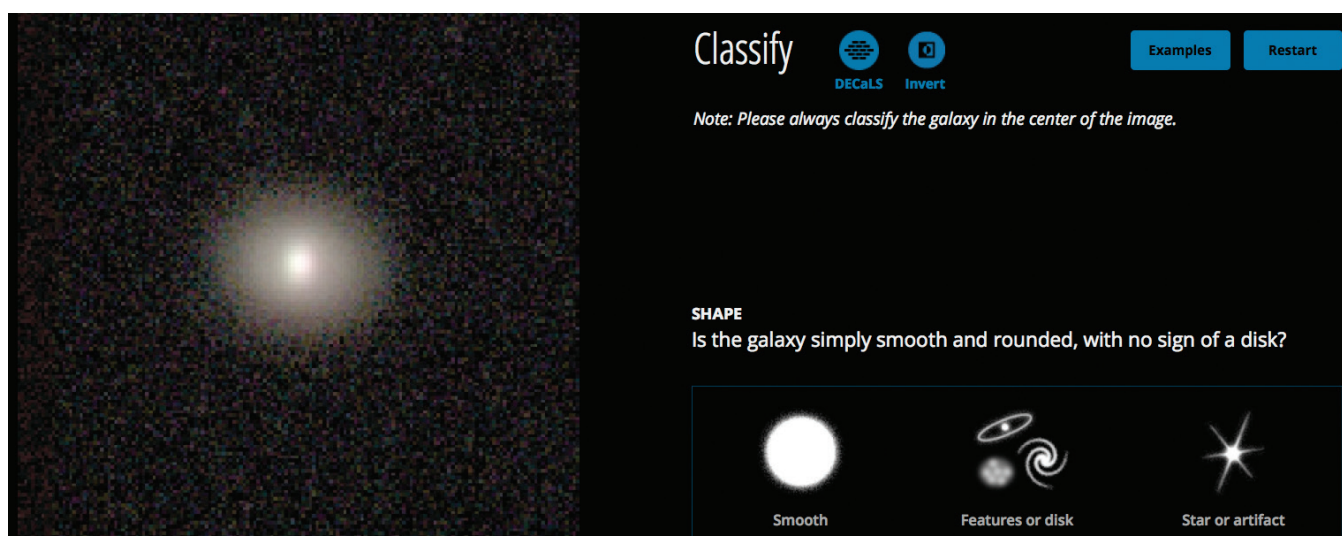 Classify
DECaLS
Invert
Examples
Restart
Note: Please always classify the galaxy in the center of the image.
SHAPE
Is the galaxy simply smooth and rounded, with no sign of a disk?
Smooth
Features or disk
Star or artifact